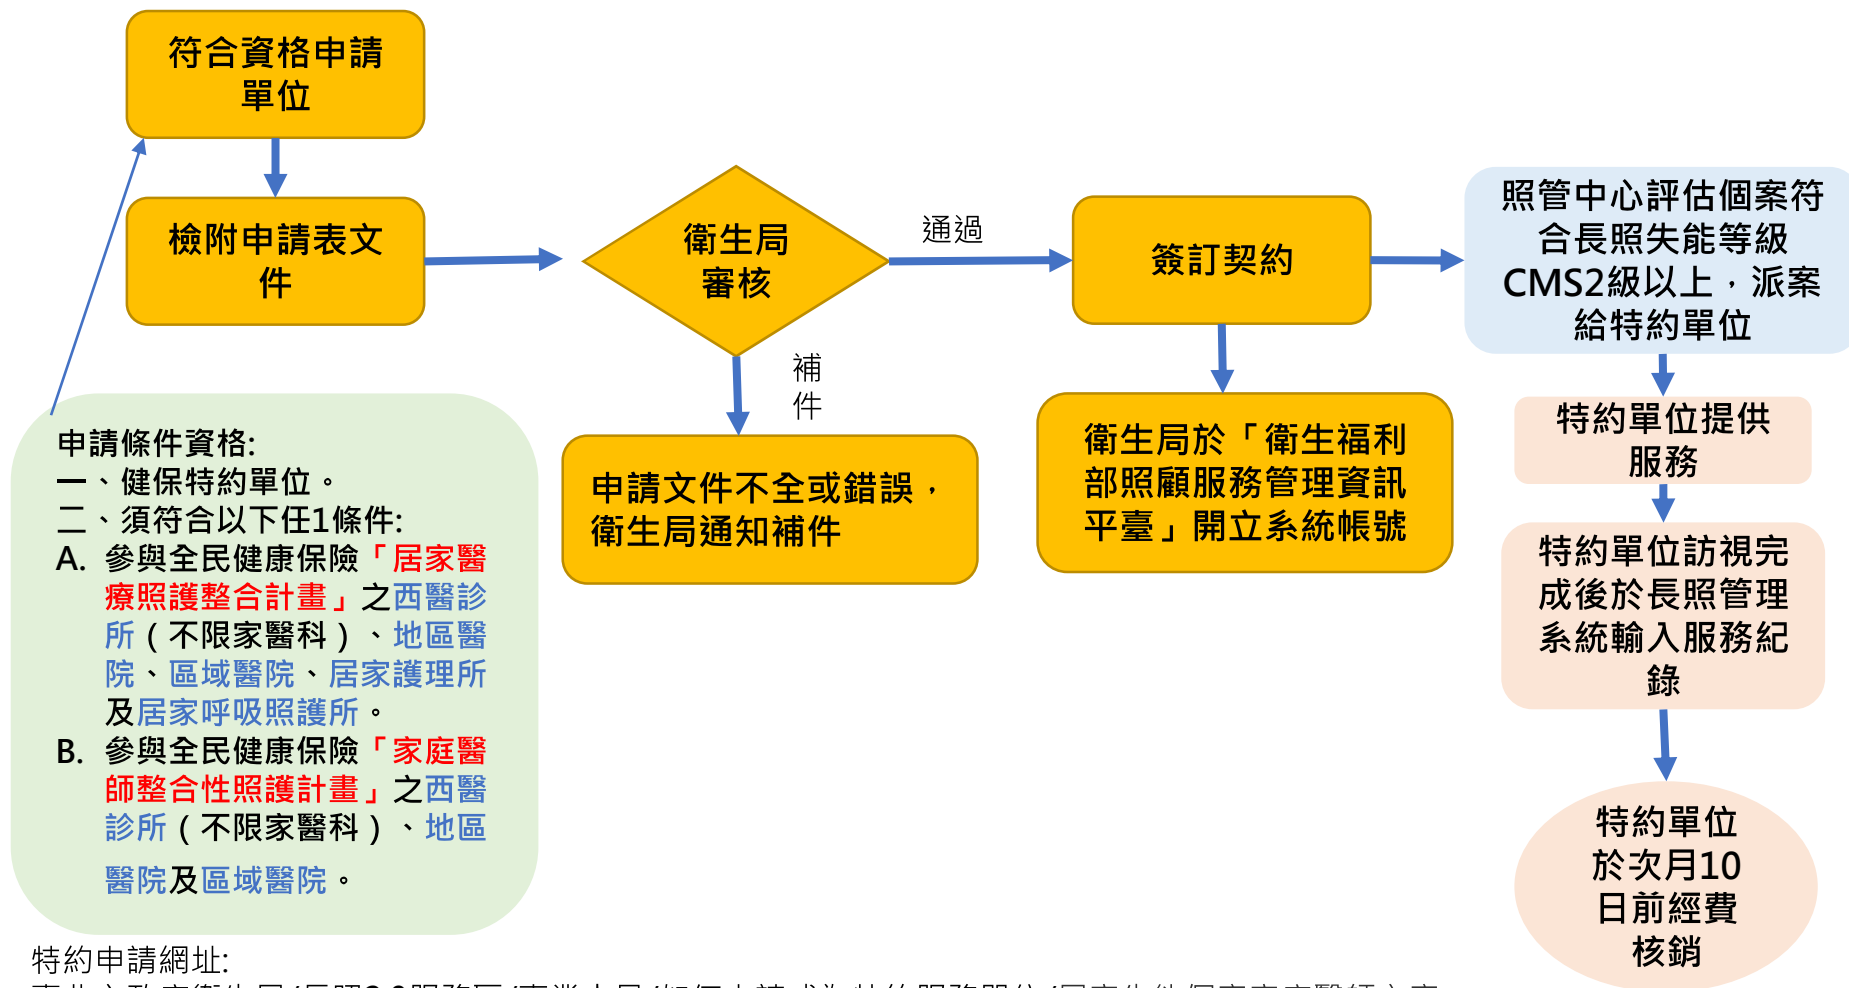 符合資格申請
單位
檢附申請表文
件
衛生局
審核
通過
補
件
申請文件不全或錯誤，
衛生局通知補件
簽訂契約
衛生局於「衛生福利
部照顧服務管理資訊
平臺」開立系統帳號
照管中心評估個案符
合長照失能等級
CMS2級以上，派案
給特約單位
特約單位提供
服務
特約單位訪視完
成後於長照管理
系統輸入服務紀
錄
特約單位
於次月10
日前經費
核銷
申請條件資格:
一、健保特約單位。
二、須符合以下任1條件:
A. 參與全民健康保險「居家醫
療照護整合計畫」之西醫診
所(不限家醫科)、地區醫
院、區域醫院、居家護理所
及居家呼吸照護所。
B. 參與全民健康保險「家庭醫
師整合性照護計畫」之西醫
診所(不限家醫科)、地區
醫院及區域醫院。
特約申請網址: